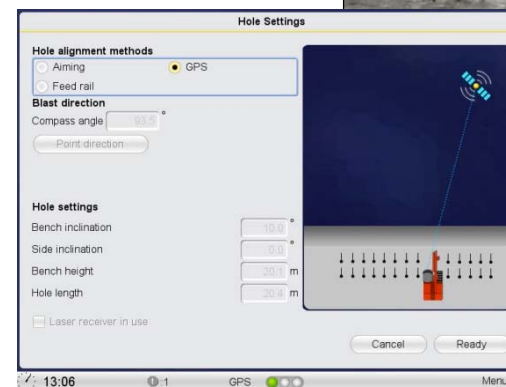 Hole Settings
Hole alignment methods
Aiming
GPS
Feed rail
Blast direction
Compass angle 93.5 °
Point direction
Hole settings
Bench inclination 10.0 °
Side inclination 0.0 °
Bench height 20.1 m
Hole length 20.4 m
Laser receiver in use
Cancel Ready
13:06 1 GPS Menu